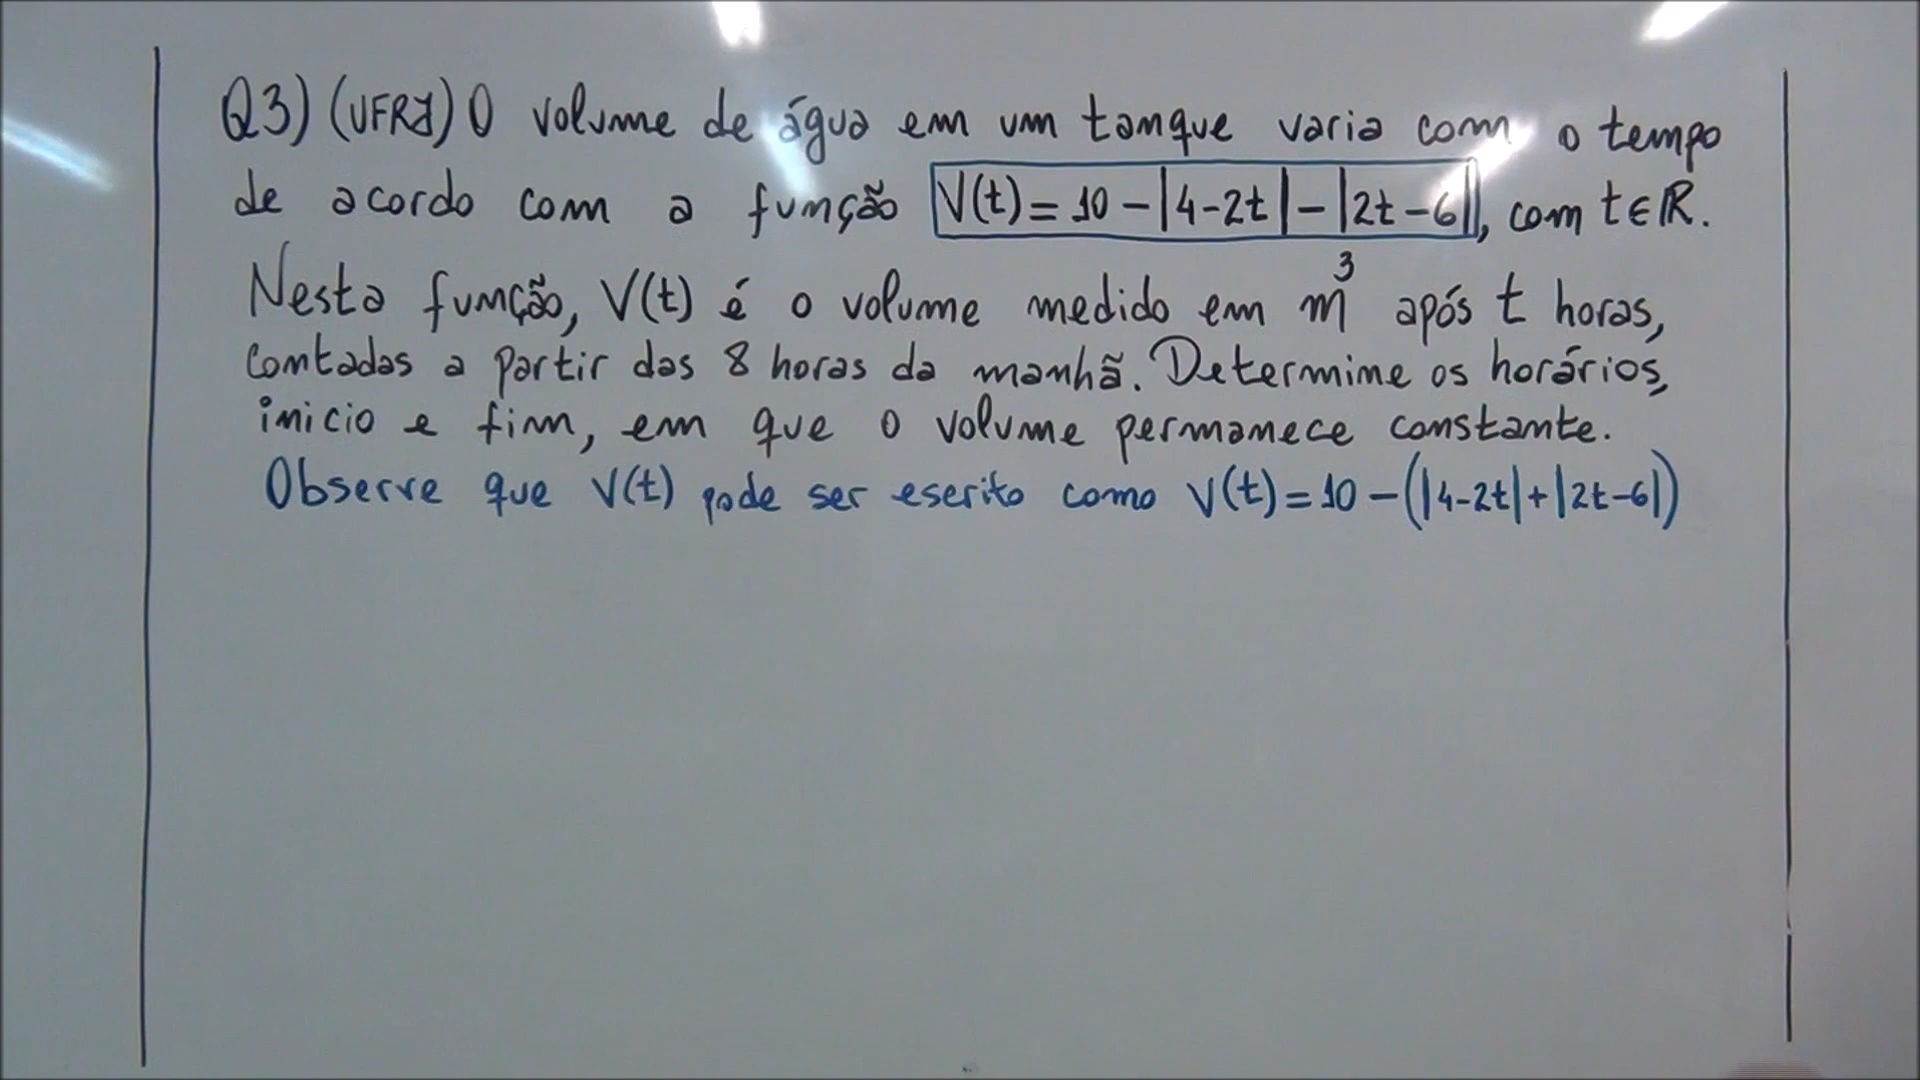 Q3) (UFRJ) O volume de água em um tanque varia com o tempo
de acordo com a função V(t) = 10 - |4-2t| - |2t-6|, com t∈ℝ.
Nesta função, V(t) é o volume medido em m³ após t horas,
contadas a partir das 8 horas da manhã. Determine os horários,
inicio e fim, em que o volume permanece constante.
Observe que V(t) pode ser escrito como V(t) = 10 - (|4-2t|+|2t-6|)